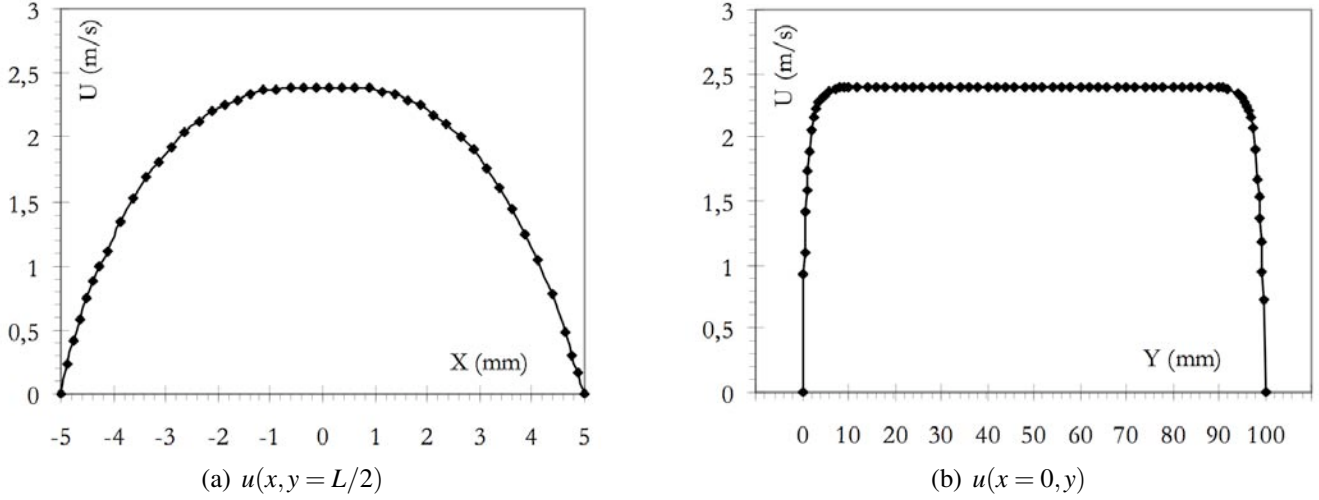 3
2,5
2
1,5
1
0,5
0
U (m/s)
X (mm)
-5 -4 -3 -2 -1 0 1 2 3 4 5
(a) u(x, y = L/2)
3
2,5
2
1,5
1
0,5
0
U (m/s)
Y (mm)
0 10 20 30 40 50 60 70 80 90 100
(b) u(x = 0, y)